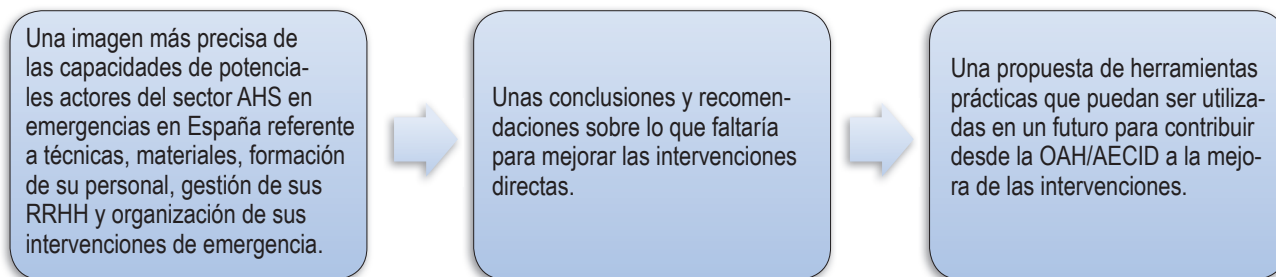 Una imagen más precisa de
las capacidades de potencia-
les actores del sector AHS en
emergencias en España referente
a técnicas, materiales, formación
de su personal, gestión de sus
RRHH y organización de sus
intervenciones de emergencia.
Unas conclusiones y recomen-
daciones sobre lo que faltaría
para mejorar las intervenciones
directas.
Una propuesta de herramientas
prácticas que puedan ser utiliza-
das en un futuro para contribuir
desde la OAH/AECID a la mejo-
ra de las intervenciones.